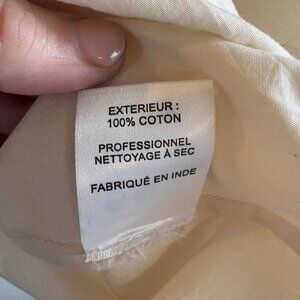 EXTERIEUR :
100% COTON
PROFESSIONNEL
NETTOYAGE À SEC
FABRIQUÉ EN INDE